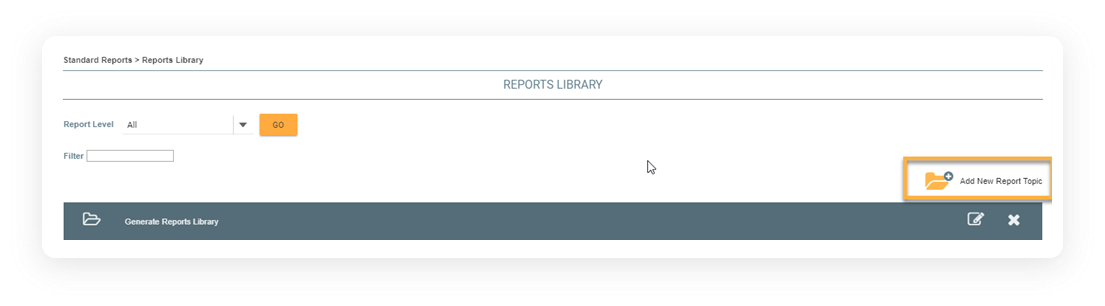 Standard Reports > Reports Library
REPORTS LIBRARY
Report Level All GO
Filter
Add New Report Topic
Generate Reports Library